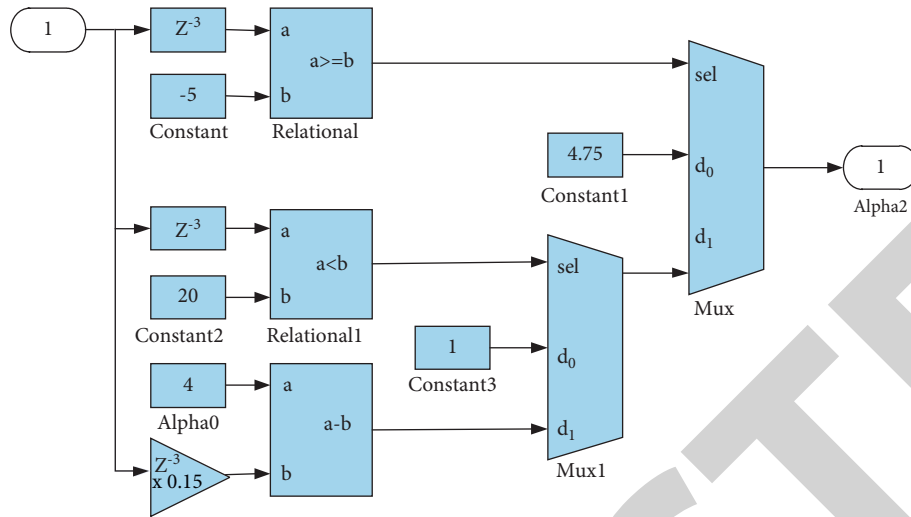 1
Z-3
a
a>=b
-5
b
Constant
Relational
sel
4.75
d0
Constant1
d1
Mux
1
Alpha2
Z-3
a
a<b
20
b
Constant2
Relational1
sel
1
d0
Constant3
d1
Mux1
4
a
Alpha0
a-b
Z-3
x 0.15
b